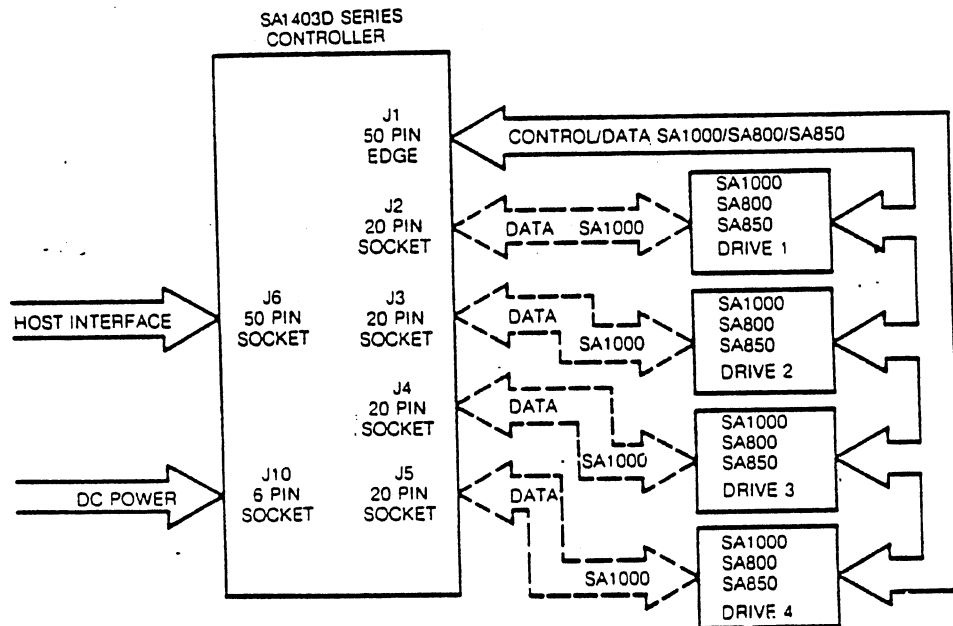 SA1403D SERIES
CONTROLLER
J1
50 PIN
EDGE
CONTROL/DATA SA1000/SA800/SA850
J2
20 PIN
SOCKET
DATA SA1000
SA1000
SA800
SA850
DRIVE 1
HOST INTERFACE
J6
50 PIN
SOCKET
J3
20 PIN
SOCKET
DATA
SA1000
SA1000
SA800
SA850
DRIVE 2
J4
20 PIN
SOCKET
DATA
SA1000
SA1000
SA800
SA850
DRIVE 3
DC POWER
J10
6 PIN
SOCKET
J5
20 PIN
SOCKET
DATA
SA1000
SA1000
SA800
SA850
DRIVE 4